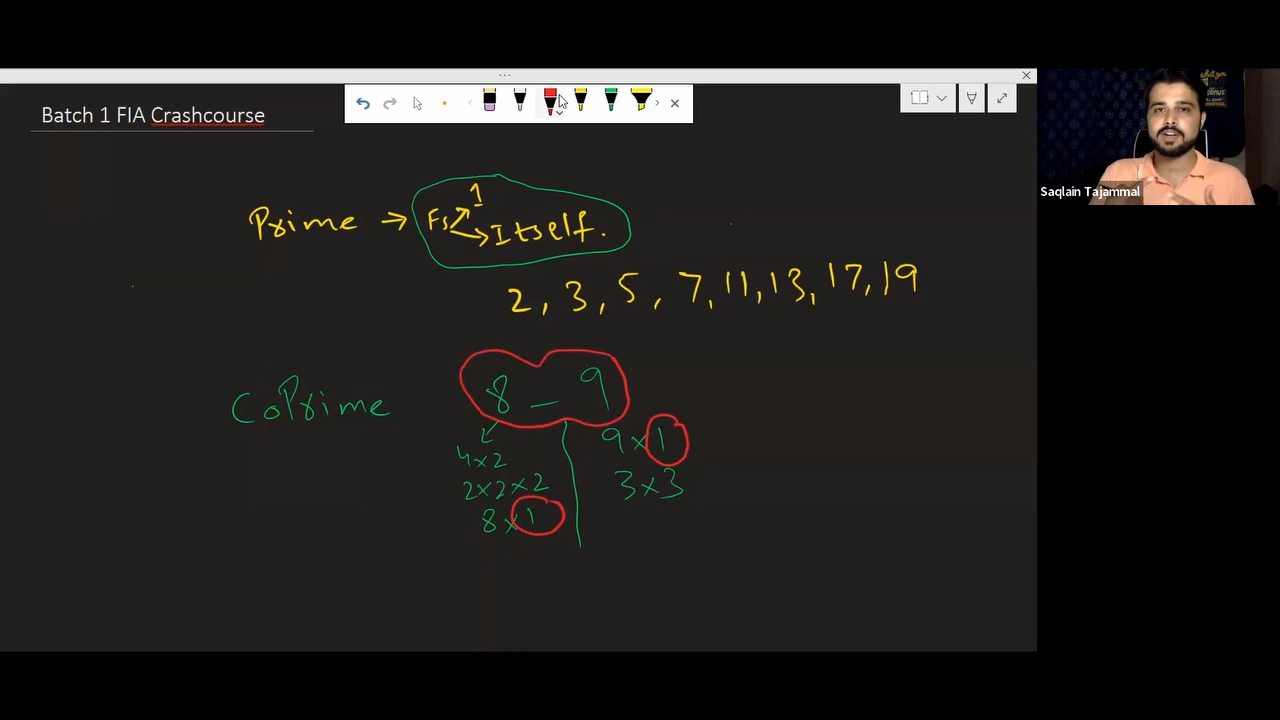 Batch 1 FIA Crashcourse
Saqlain Tajammal
Prime → Fs 1
Itself.
2, 3, 5, 7, 11, 13, 17, 19
CoPrime 8 – 9
4×2
2×2×2
8×1
9×1
3×3